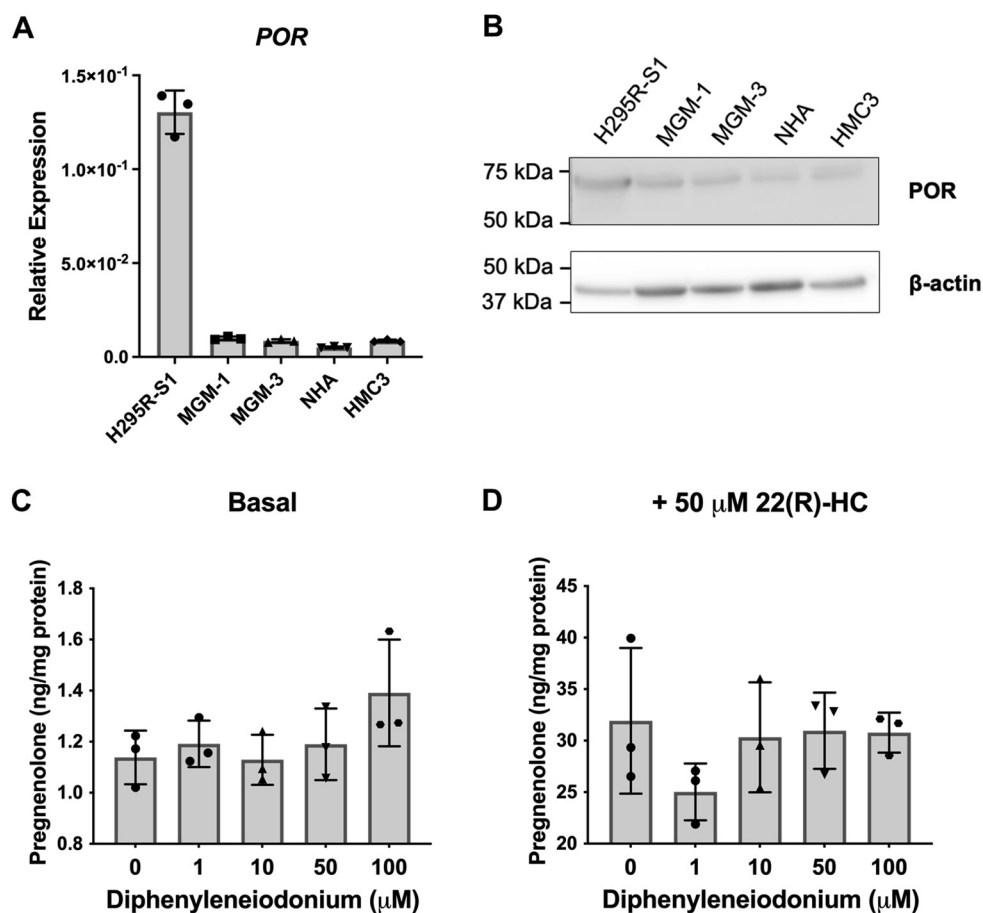 A
POR
Relative Expression
1.5×10⁻¹
1.0×10⁻¹
5.0×10⁻²
0.0
H295R-S1
MGM-1
MGM-3
NHA
HMC3
B
H295R-S1
MGM-1
MGM-3
NHA
HMC3
75 kDa
50 kDa
POR
50 kDa
37 kDa
β-actin
C
Basal
Pregnenolone (ng/mg protein)
1.8
1.6
1.4
1.2
1.0
0.8
0 1 10 50 100
Diphenyleneiodonium (μM)
D
+ 50 μM 22(R)-HC
Pregnenolone (ng/mg protein)
45
40
35
30
25
20
0 1 10 50 100
Diphenyleneiodonium (μM)